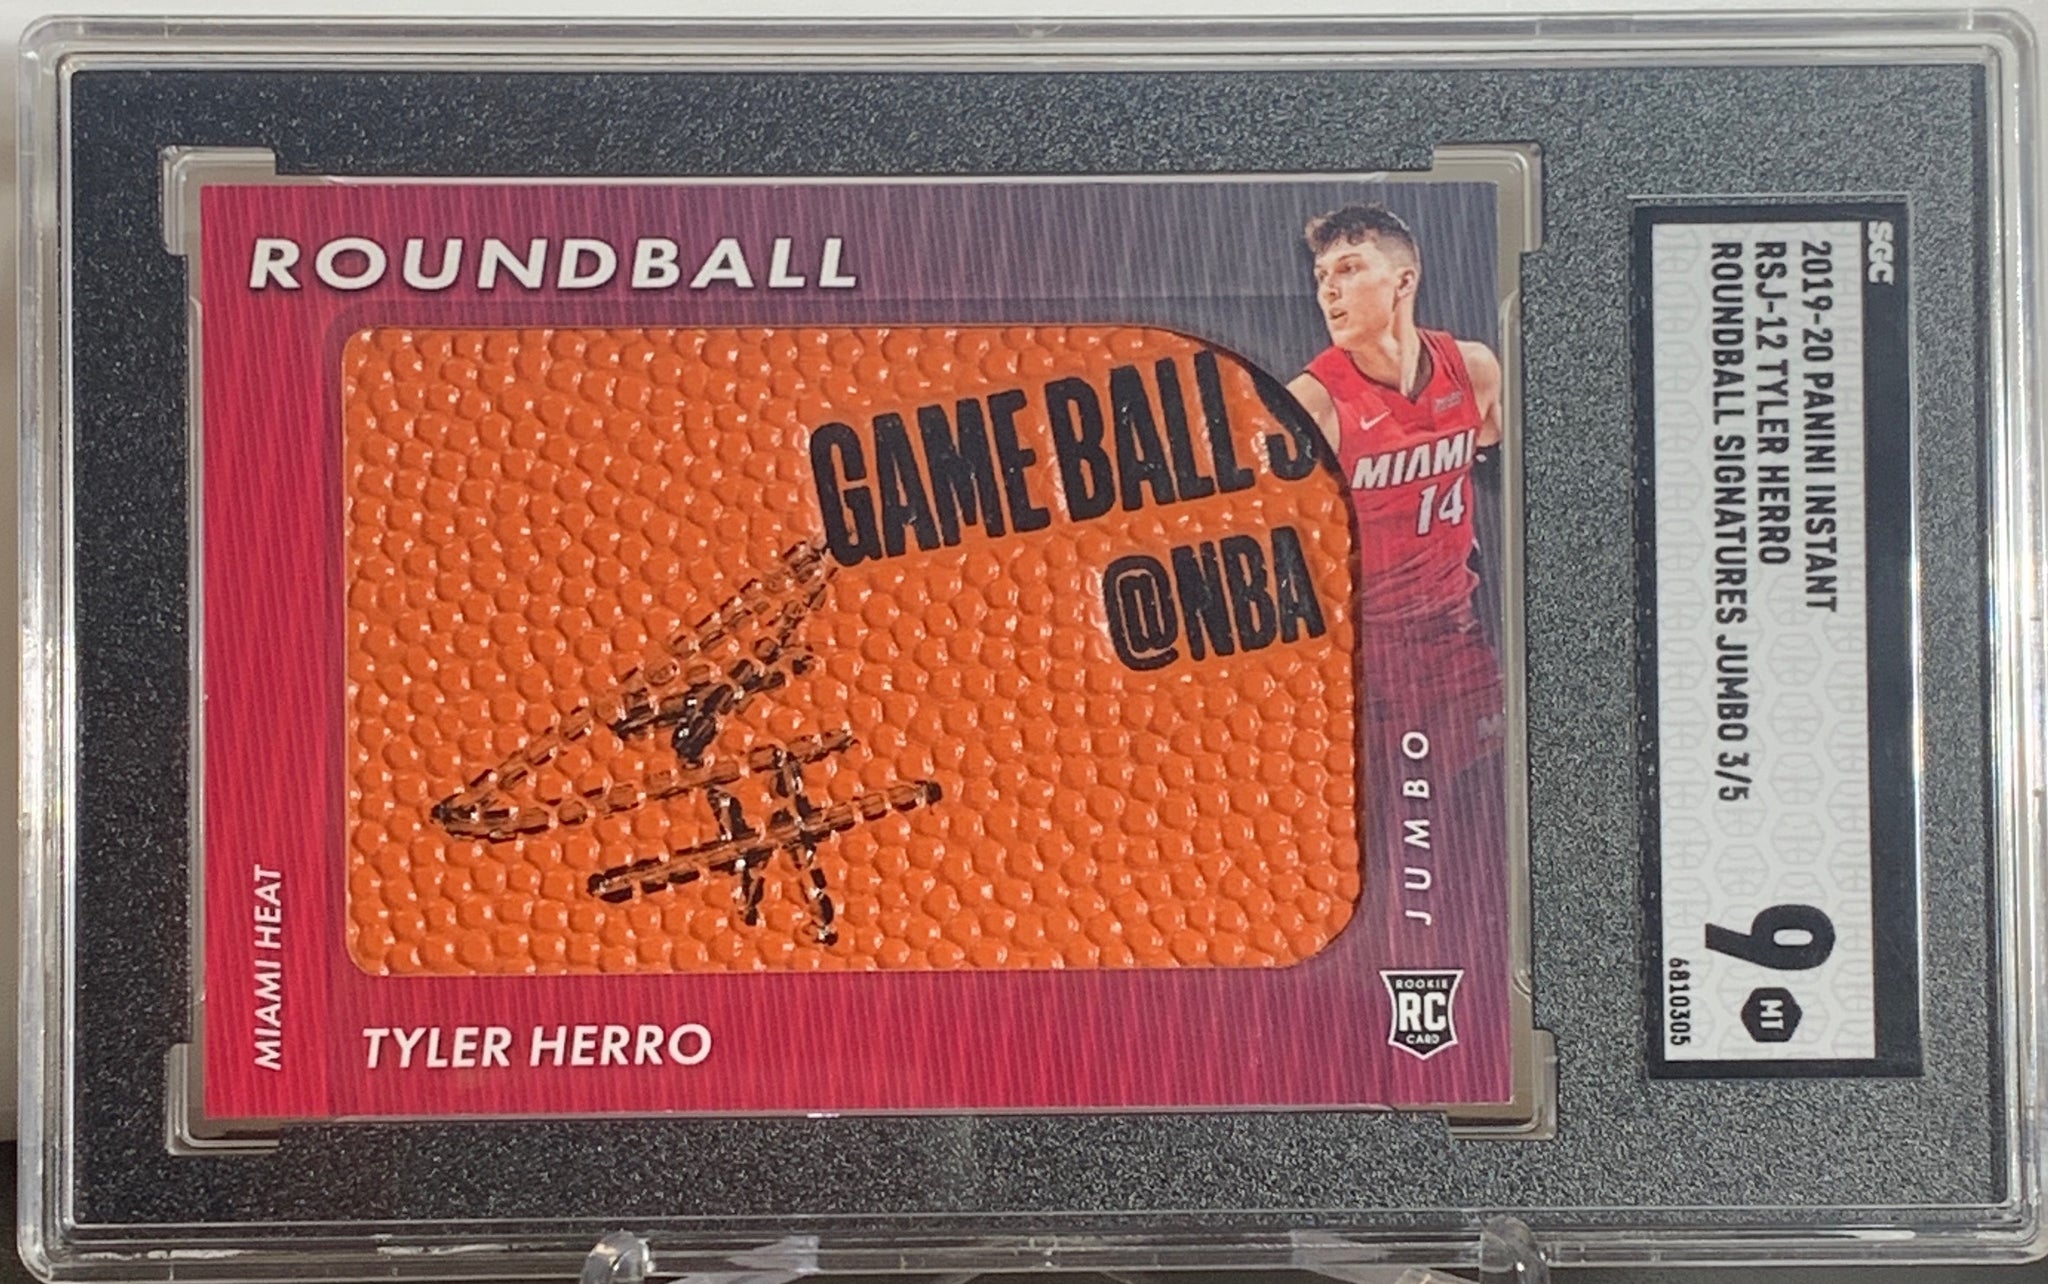 ROUNDBALL
GAME BALL S
@NBA
MIAMI
14
JUMBO
MIAMI HEAT
TYLER HERRO
ROOKIE
RC
CARD
SGC
2019-20 PANINI INSTANT
RSJ-12 TYLER HERRO
ROUNDBALL SIGNATURES JUMBO 3/5
9
MT
6810305